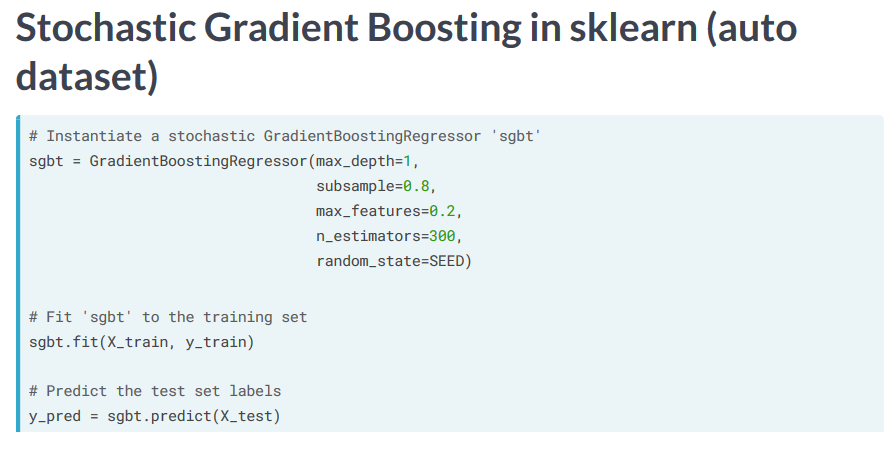 Stochastic Gradient Boosting in sklearn (auto
dataset)
# Instantiate a stochastic GradientBoostingRegressor 'sgbt'
sgbt = GradientBoostingRegressor(max_depth=1,
                                 subsample=0.8,
                                 max_features=0.2,
                                 n_estimators=300,
                                 random_state=SEED)
# Fit 'sgbt' to the training set
sgbt.fit(X_train, y_train)
# Predict the test set labels
y_pred = sgbt.predict(X_test)